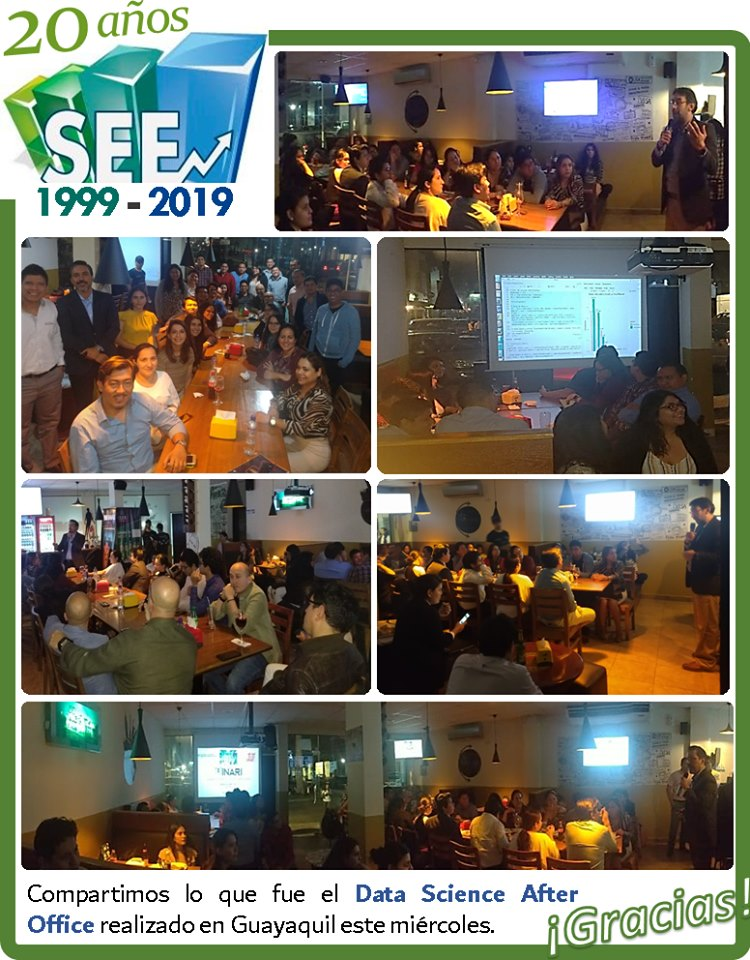 20 años
SEE
1999 - 2019
INARI
Compartimos lo que fue el Data Science After
Office realizado en Guayaquil este miércoles.
¡Gracias!